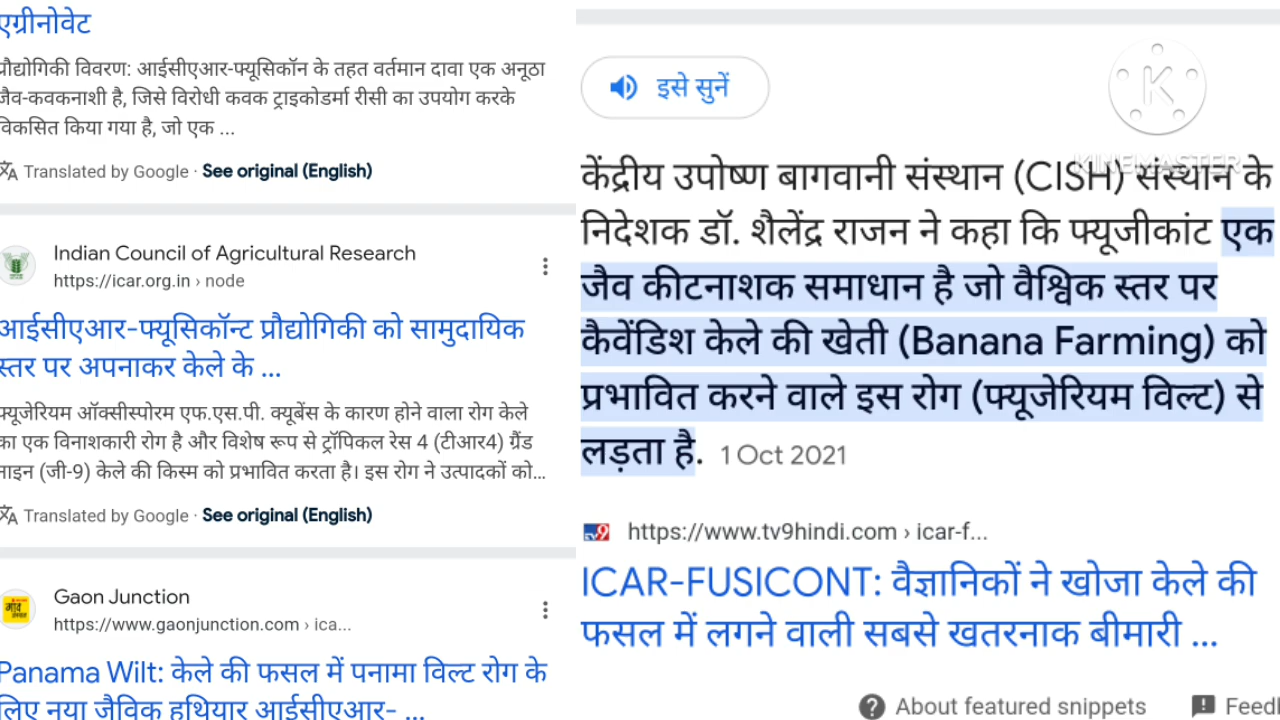 एग्रीनोवेट
प्रौद्योगिकी विवरण: आईसीएआर-फ्यूसिकॉन के तहत वर्तमान दावा एक अनूठा
जैव-कवकनाशी है, जिसे विरोधी कवक ट्राइकोडर्मा रीसी का उपयोग करके
विकसित किया गया है, जो एक ...
Translated by Google · See original (English)
Indian Council of Agricultural Research
https://icar.org.in › node
आईसीएआर-फ्यूसिकॉन्ट प्रौद्योगिकी को सामुदायिक
स्तर पर अपनाकर केले के ...
फ्यूजेरियम ऑक्सीस्पोरम एफ.एस.पी. क्यूबेंस के कारण होने वाला रोग केले
का एक विनाशकारी रोग है और विशेष रूप से ट्रॉपिकल रेस 4 (टीआर4) ग्रैंड
नाइन (जी-9) केले की किस्म को प्रभावित करता है। इस रोग ने उत्पादकों को...
Translated by Google · See original (English)
गांव
Gaon Junction
https://www.gaonjunction.com › ica...
Panama Wilt: केले की फसल में पनामा विल्ट रोग के
लिए नया जैविक हथियार आईसीएआर- ...
इसे सुनें
K
KINEMASTER
केंद्रीय उपोष्ण बागवानी संस्थान (CISH) संस्थान के
निदेशक डॉ. शैलेंद्र राजन ने कहा कि फ्यूजीकांट एक
जैव कीटनाशक समाधान है जो वैश्विक स्तर पर
कैवेंडिश केले की खेती (Banana Farming) को
प्रभावित करने वाले इस रोग (फ्यूजेरियम विल्ट) से
लड़ता है. 1 Oct 2021
TV9 https://www.tv9hindi.com › icar-f...
ICAR-FUSICONT: वैज्ञानिकों ने खोजा केले की
फसल में लगने वाली सबसे खतरनाक बीमारी ...
About featured snippets Feedl